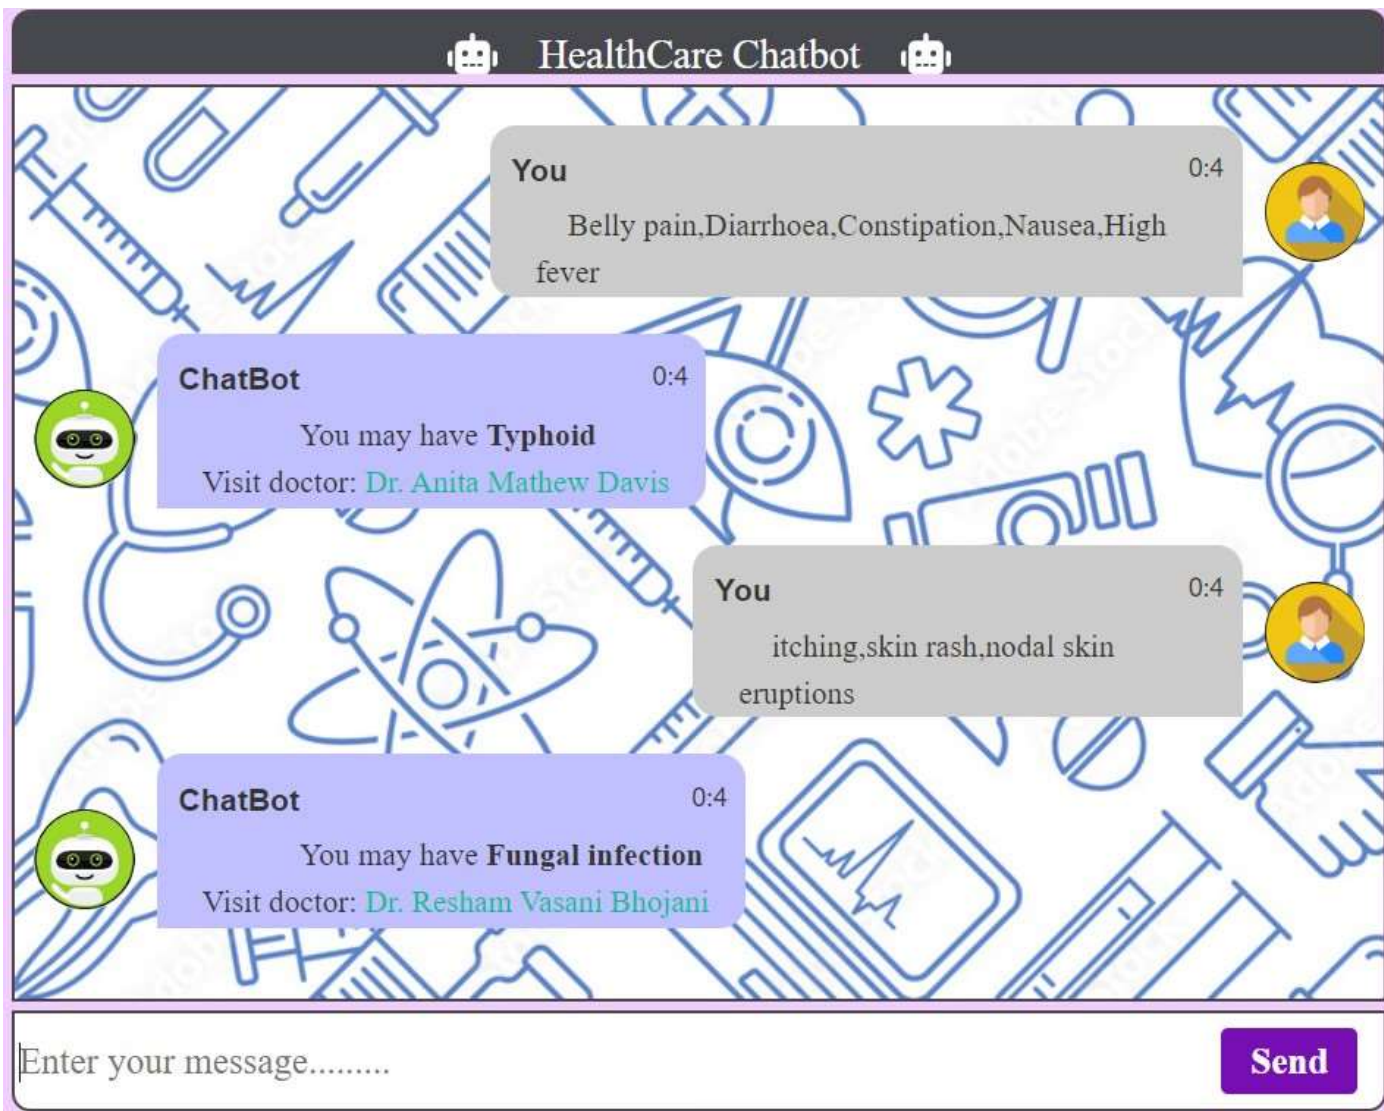 HealthCare Chatbot
You 0:4
Belly pain,Diarrhoea,Constipation,Nausea,High
fever
ChatBot 0:4
You may have Typhoid
Visit doctor: Dr. Anita Mathew Davis
You 0:4
itching,skin rash,nodal skin
eruptions
ChatBot 0:4
You may have Fungal infection
Visit doctor: Dr. Resham Vasani Bhojani
Enter your message......... Send